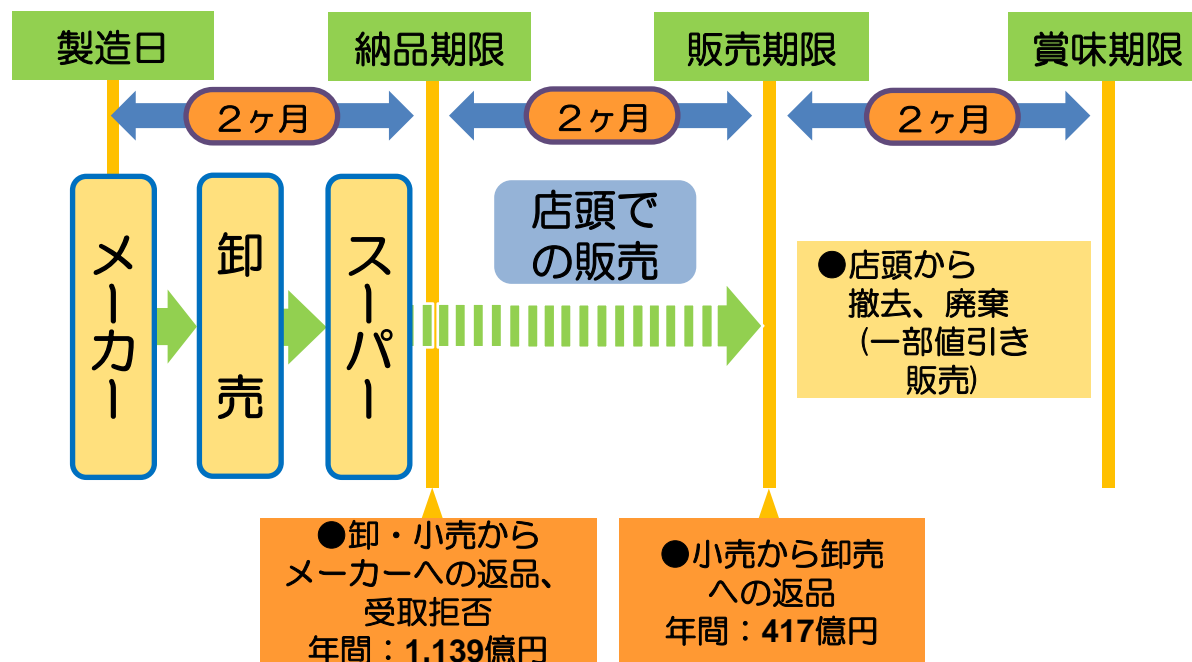 製造日
納品期限
販売期限
賞味期限
２ヶ月
２ヶ月
２ヶ月
メーカー
卸売
スーパー
店頭で
の販売
●店頭から
撤去、廃棄
(一部値引き
販売)
●卸・小売から
メーカーへの返品、
受取拒否
年間：1,139億円
●小売から卸売
への返品
年間：417億円